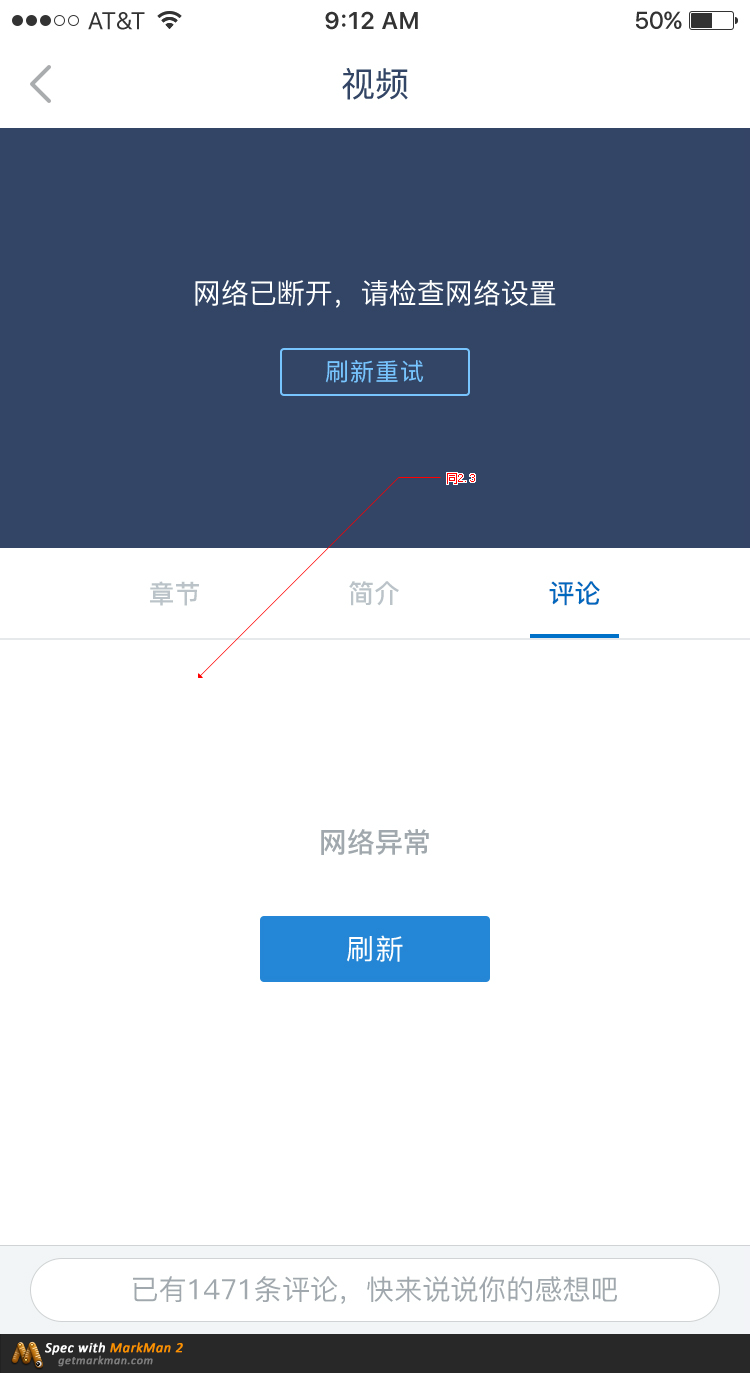 AT&T 9:12 AM 50%
视频
网络已断开，请检查网络设置
刷新重试
同2.3
章节 简介 评论
网络异常
刷新
已有1471条评论，快来说说你的感想吧
Spec with MarkMan 2
getmarkman.com